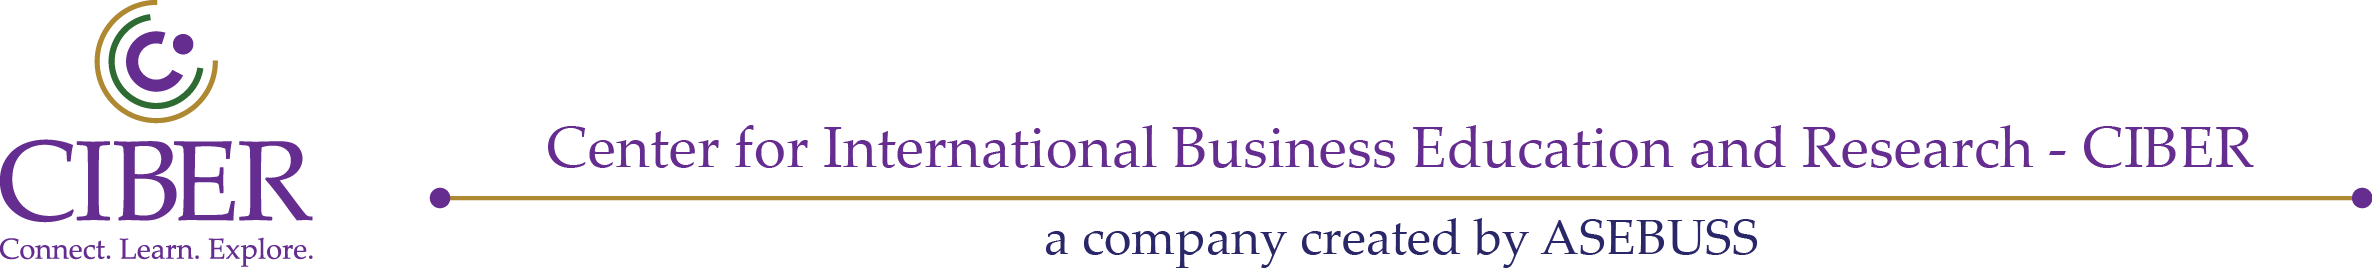 CIBER
Connect. Learn. Explore.
Center for International Business Education and Research - CIBER
a company created by ASEBUSS